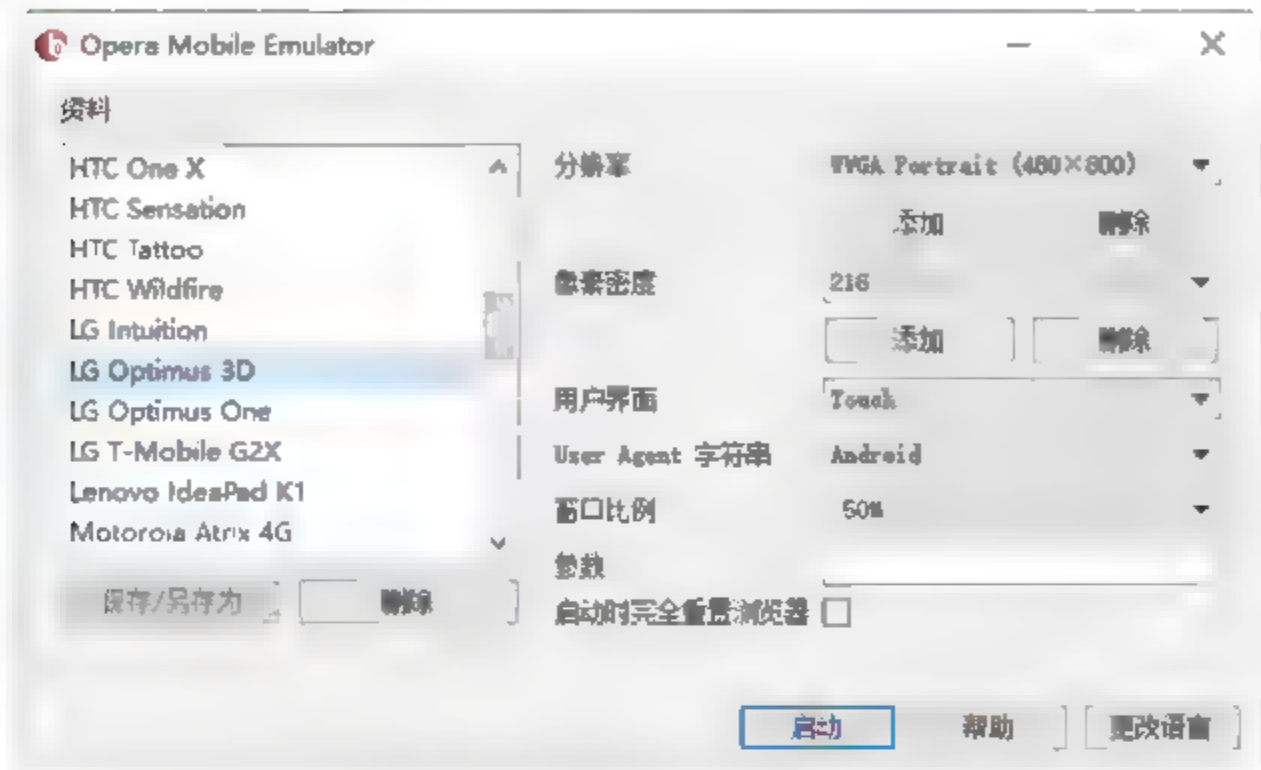 Opera Mobile Emulator
资料
HTC One X
HTC Sensation
HTC Tattoo
HTC Wildfire
LG Intuition
LG Optimus 3D
LG Optimus One
LG T-Mobile G2X
Lenovo IdeaPad K1
Motorola Atrix 4G
保存/另存为
删除
分辨率
WVGA Portrait (480×800)
添加
删除
像素密度
216
添加
删除
用户界面
Touch
User Agent 字符串
Android
窗口比例
50%
参数
启动时完全重置浏览器
启动
帮助
更改语言